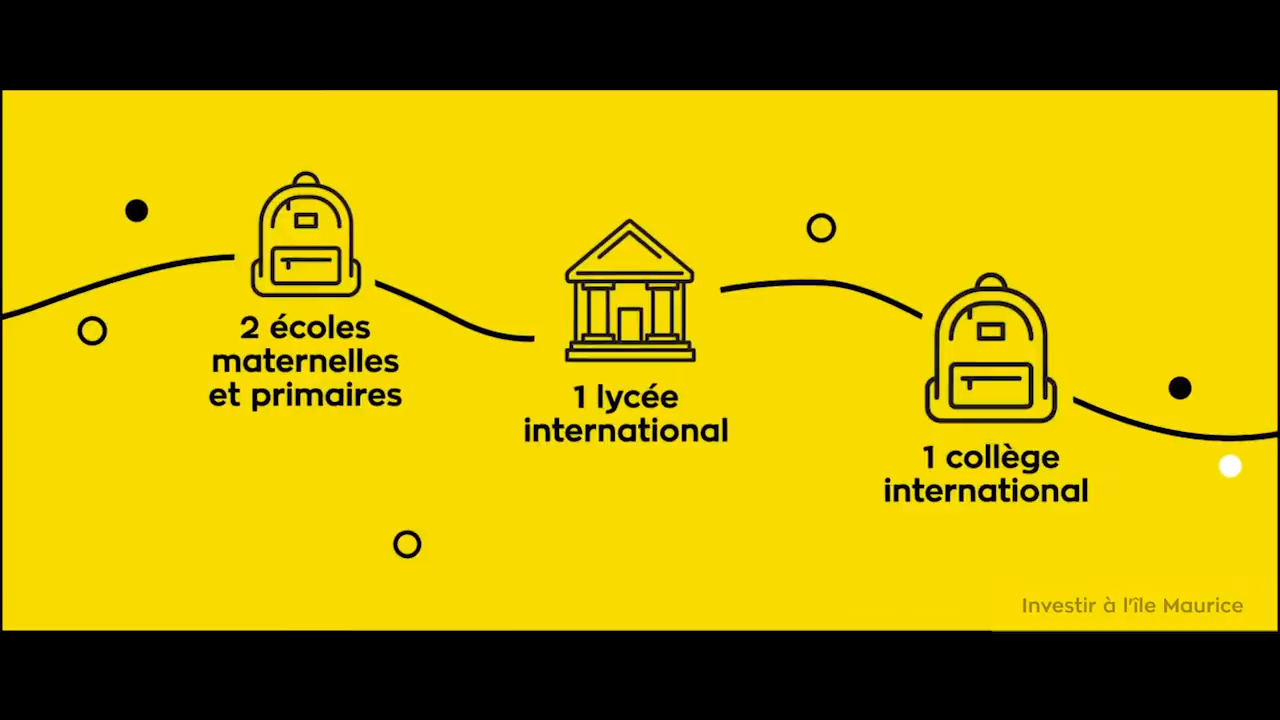 2 écoles
maternelles
et primaires
1 lycée
international
1 collège
international
Investir à l'île Maurice